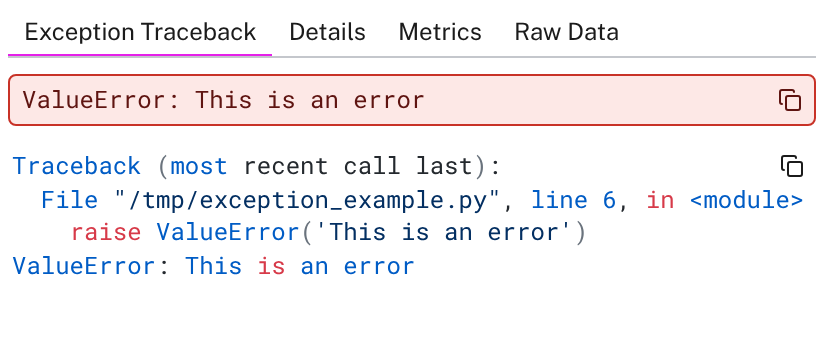 Exception Traceback Details Metrics Raw Data
ValueError: This is an error
Traceback (most recent call last):
  File "/tmp/exception_example.py", line 6, in <module>
    raise ValueError('This is an error')
ValueError: This is an error